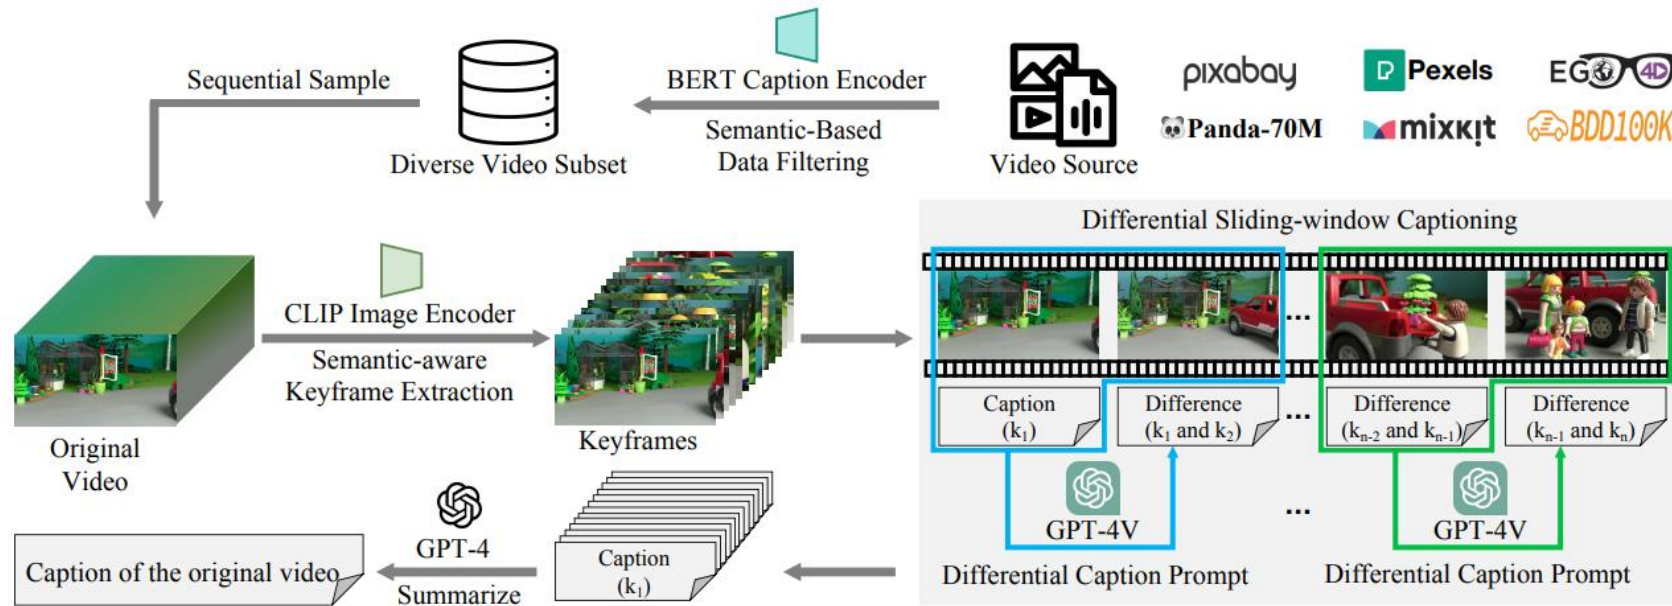 Sequential Sample
Diverse Video Subset
BERT Caption Encoder
Semantic-Based
Data Filtering
Video Source
pixabay
Pexels
EGO 4D
Panda-70M
mixkit
BDD100K
Original
Video
CLIP Image Encoder
Semantic-aware
Keyframe Extraction
Keyframes
Differential Sliding-window Captioning
...
Caption
(k₁)
Difference
(k₁ and k₂)
...
Difference
(kₙ₋₂ and kₙ₋₁)
Difference
(kₙ₋₁ and kₙ)
GPT-4V
...
GPT-4V
Differential Caption Prompt
Differential Caption Prompt
Caption
(k₁)
GPT-4
Summarize
Caption of the original video